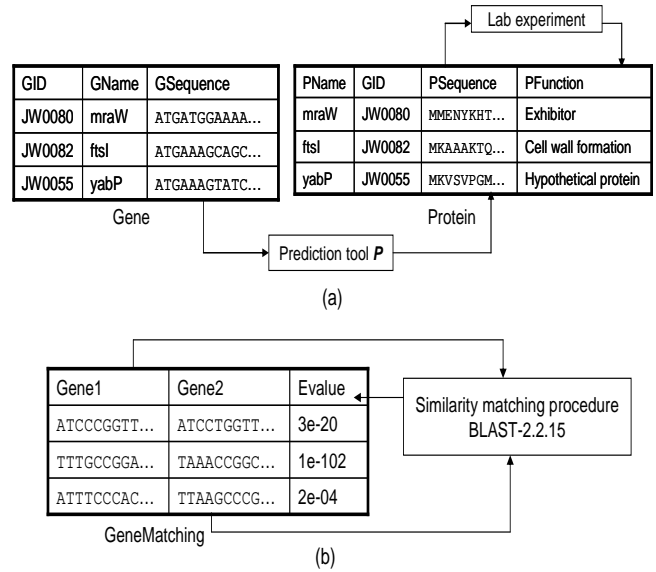 Lab experiment
GID GName GSequence
JW0080 mraW ATGATGGAAAA...
JW0082 ftsI ATGAAAGCAGC...
JW0055 yabP ATGAAAGTATC...
Gene
PName GID PSequence PFunction
mraW JW0080 MMENYKHT... Exhibitor
ftsI JW0082 MKAAAKTQ... Cell wall formation
yabP JW0055 MKVSVPGM... Hypothetical protein
Protein
Prediction tool P
(a)
Gene1 Gene2 Evalue
ATCCCGGTT... ATCCTGGTT... 3e-20
TTTGCCGGA... TAAACCGGC... 1e-102
ATTTCCCAC... TTAAGCCCG... 2e-04
GeneMatching
Similarity matching procedure
BLAST-2.2.15
(b)